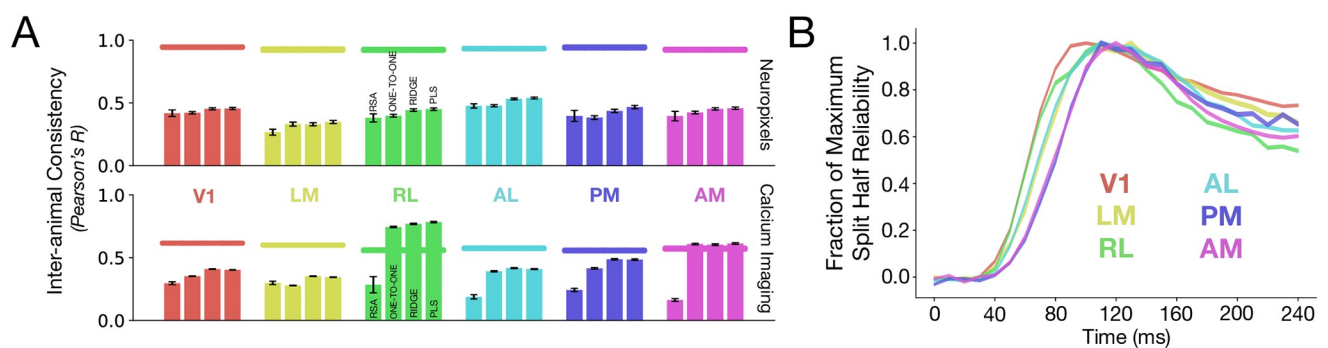 A
Inter-animal Consistency
(Pearson's R)
1.0
0.5
0.0
RSA
ONE-TO-ONE
RIDGE
PLS
Neuropixels
V1
LM
RL
AL
PM
AM
1.0
0.5
0.0
RSA
ONE-TO-ONE
RIDGE
PLS
Calcium Imaging
B
Fraction of Maximum
Split Half Reliability
1.0
0.8
0.6
0.4
0.2
0.0
V1
AL
LM
PM
RL
AM
0
40
80
120
160
200
240
Time (ms)